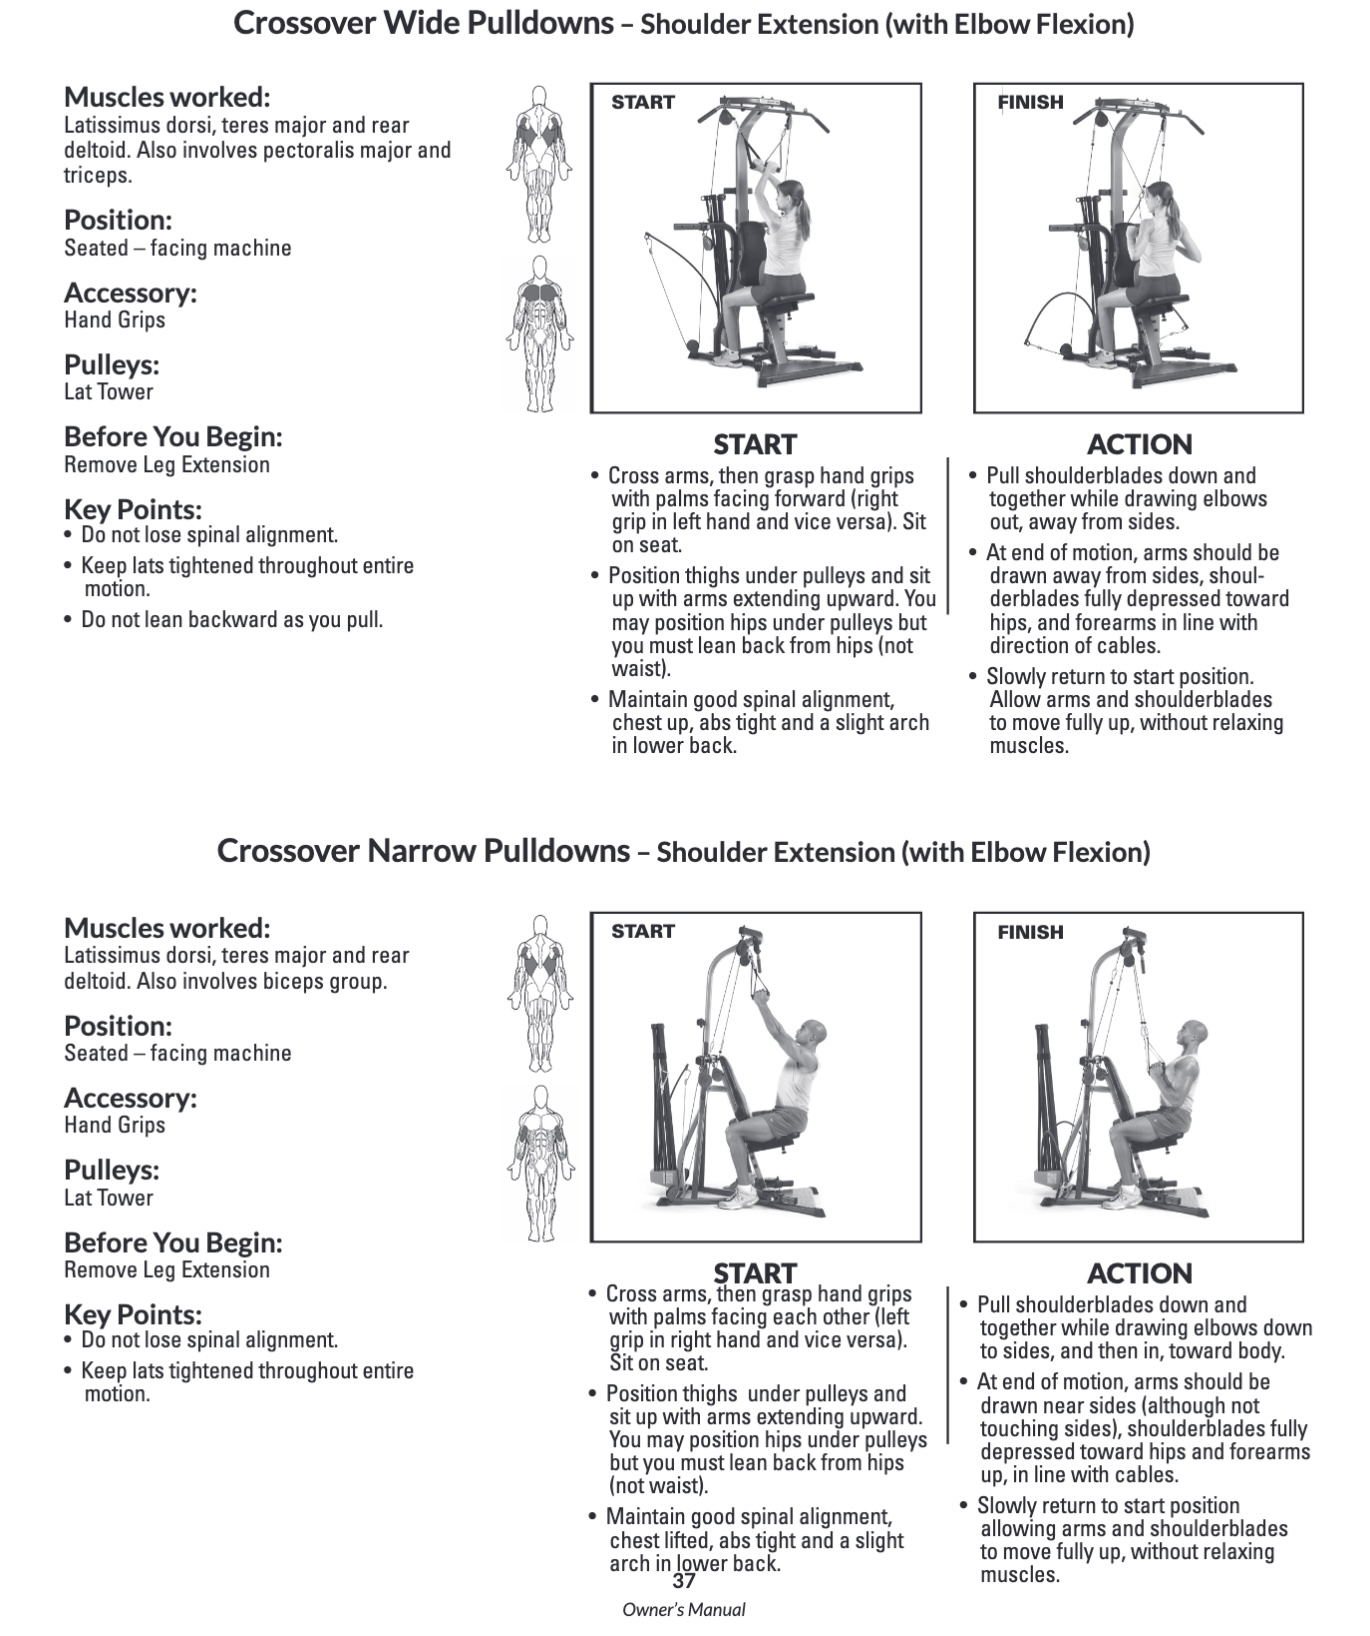 Crossover Wide Pulldowns – Shoulder Extension (with Elbow Flexion)
Muscles worked:
Latissimus dorsi, teres major and rear
deltoid. Also involves pectoralis major and
triceps.
Position:
Seated – facing machine
Accessory:
Hand Grips
Pulleys:
Lat Tower
Before You Begin:
Remove Leg Extension
Key Points:
• Do not lose spinal alignment.
• Keep lats tightened throughout entire
motion.
• Do not lean backward as you pull.
START
FINISH
START
• Cross arms, then grasp hand grips
with palms facing forward (right
grip in left hand and vice versa). Sit
on seat.
• Position thighs under pulleys and sit
up with arms extending upward. You
may position hips under pulleys but
you must lean back from hips (not
waist).
• Maintain good spinal alignment,
chest up, abs tight and a slight arch
in lower back.
ACTION
• Pull shoulderblades down and
together while drawing elbows
out, away from sides.
• At end of motion, arms should be
drawn away from sides, shoul-
derblades fully depressed toward
hips, and forearms in line with
direction of cables.
• Slowly return to start position.
Allow arms and shoulderblades
to move fully up, without relaxing
muscles.
Crossover Narrow Pulldowns – Shoulder Extension (with Elbow Flexion)
Muscles worked:
Latissimus dorsi, teres major and rear
deltoid. Also involves biceps group.
Position:
Seated – facing machine
Accessory:
Hand Grips
Pulleys:
Lat Tower
Before You Begin:
Remove Leg Extension
Key Points:
• Do not lose spinal alignment.
• Keep lats tightened throughout entire
motion.
START
FINISH
START
• Cross arms, then grasp hand grips
with palms facing each other (left
grip in right hand and vice versa).
Sit on seat.
• Position thighs under pulleys and
sit up with arms extending upward.
You may position hips under pulleys
but you must lean back from hips
(not waist).
• Maintain good spinal alignment,
chest lifted, abs tight and a slight
arch in lower back.
ACTION
• Pull shoulderblades down and
together while drawing elbows down
to sides, and then in, toward body.
• At end of motion, arms should be
drawn near sides (although not
touching sides), shoulderblades fully
depressed toward hips and forearms
up, in line with cables.
• Slowly return to start position
allowing arms and shoulderblades
to move fully up, without relaxing
muscles.
37
Owner's Manual